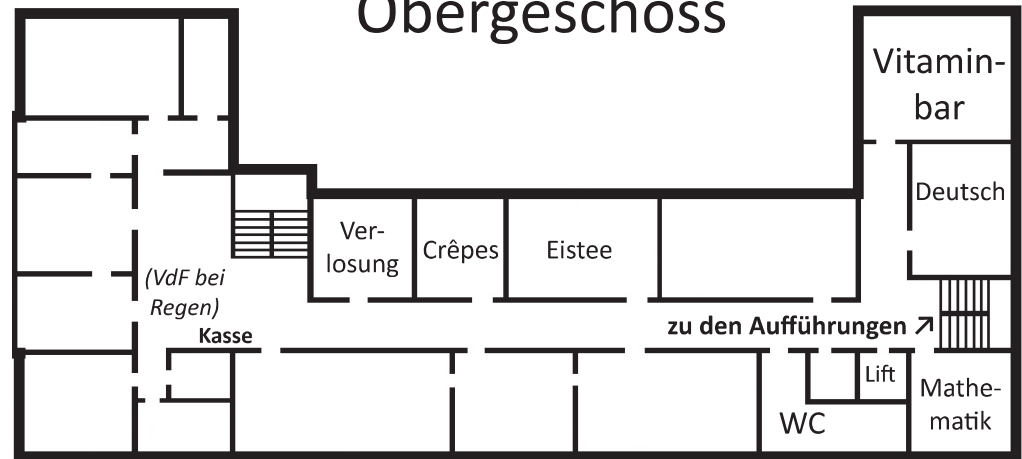 Obergeschoss
Vitamin-
bar
Deutsch
Ver-
losung
Crêpes
Eistee
(VdF bei
Regen)
Kasse
zu den Aufführungen
Lift
WC
Mathe-
matik